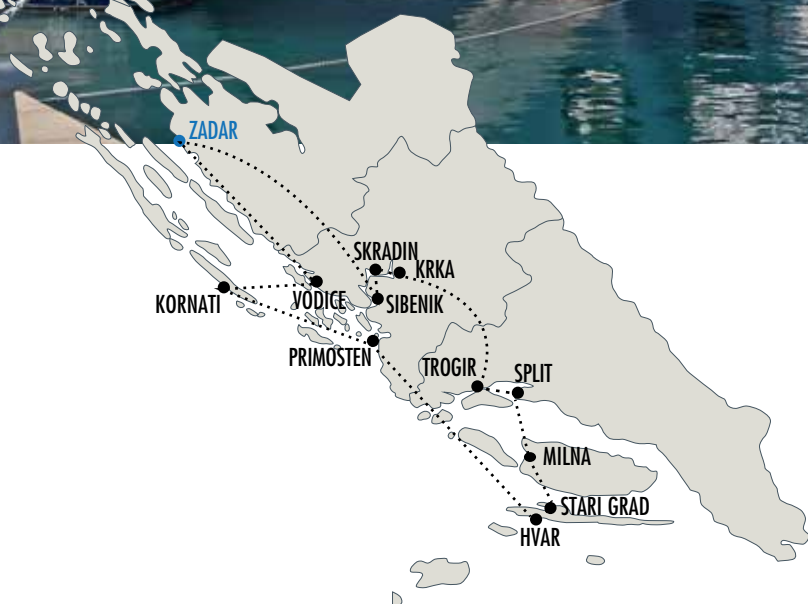 ZADAR
SKRADIN
KRKA
KORNATI
VODICE
SIBENIK
PRIMOSTEN
TROGIR
SPLIT
MILNA
STARI GRAD
HVAR